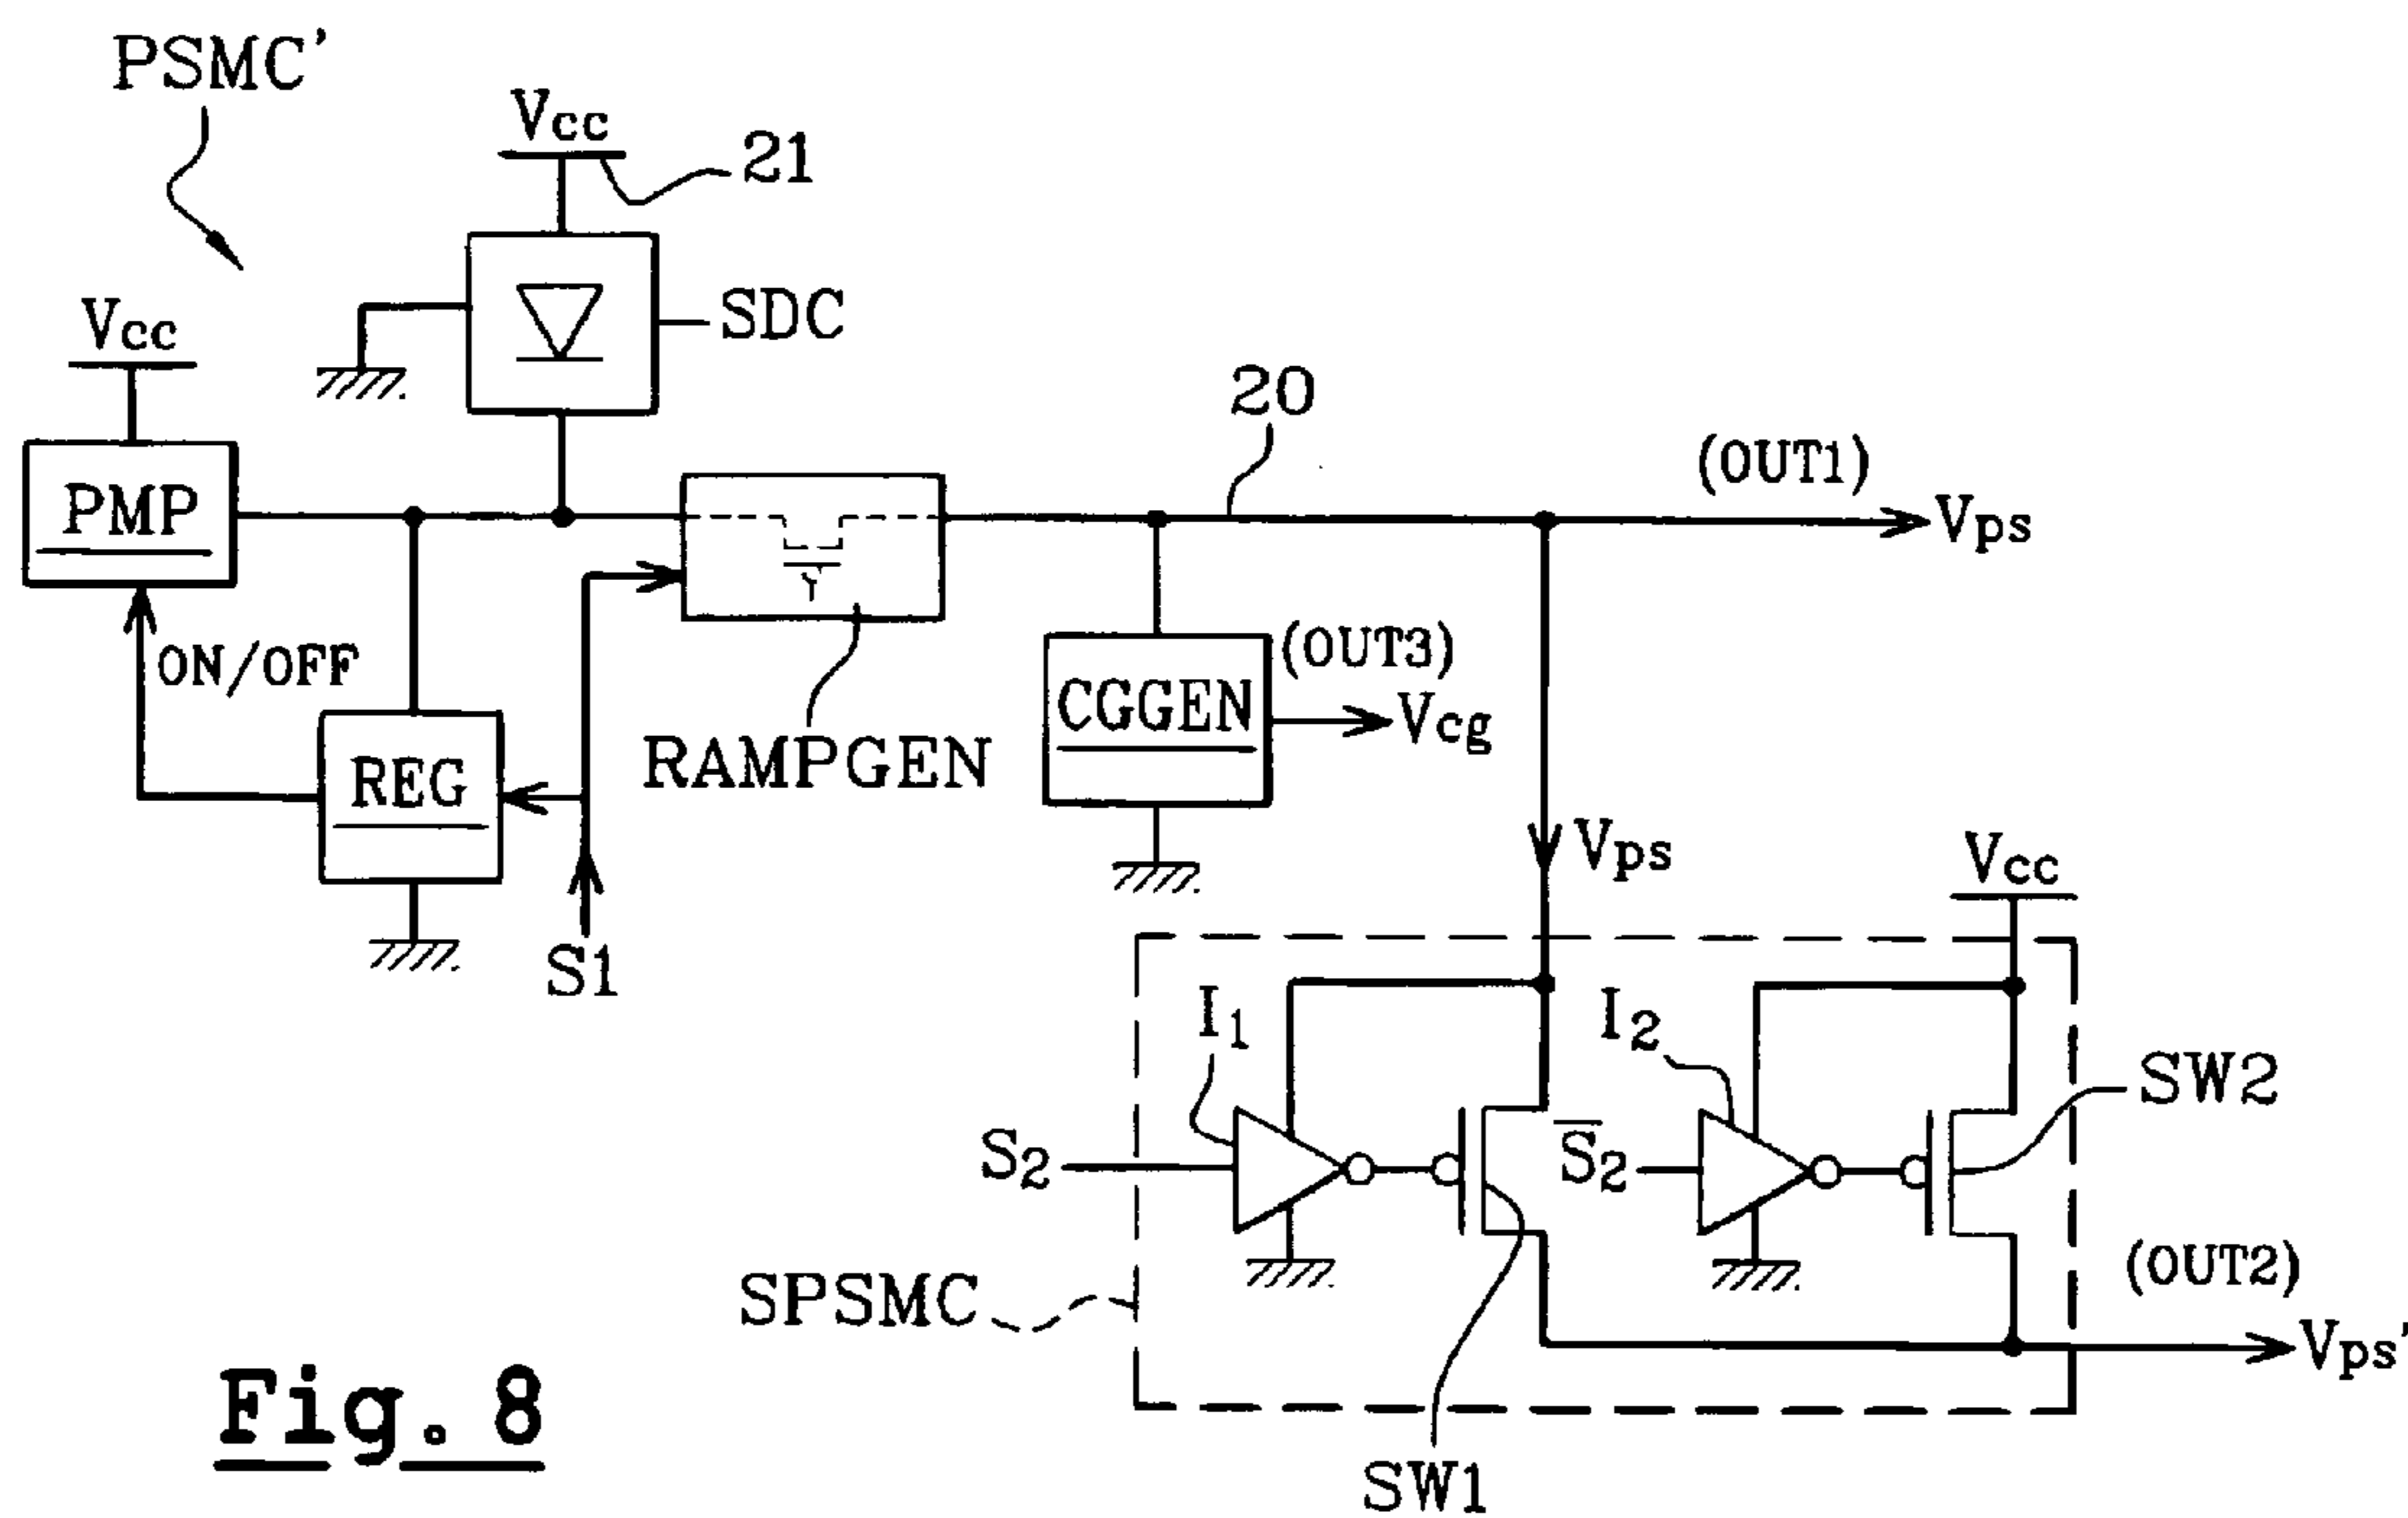 PSMC'
Vcc
21
Vcc
SDC
20
(OUT1)
PMP
Vps
ON/OFF
(OUT3)
CGGEN
Vcg
RAMPGEN
REG
Vps
Vcc
S1
I1
I2
SW2
S2
S̅2
(OUT2)
SPSMC
Vps'
SW1
Fig. 8